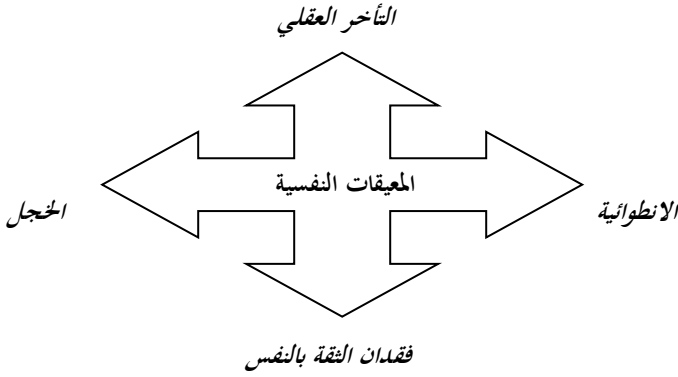 التأخر العقلي
المعيقات النفسية
الانطوائية
الخجل
فقدان الثقة بالنفس